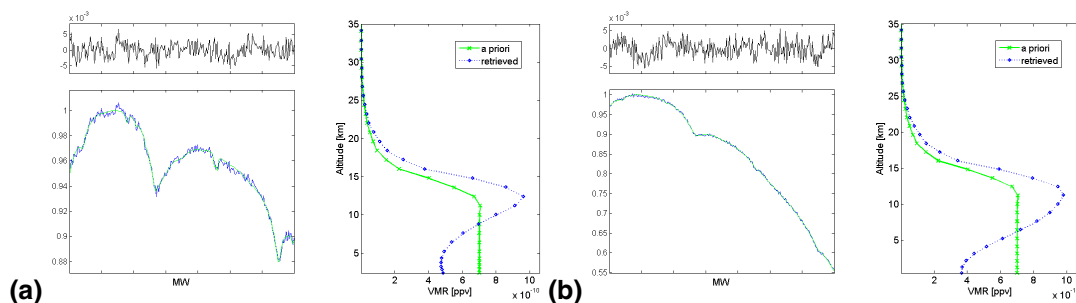 x 10⁻³
5
0
-5
1
0.98
0.96
0.94
0.92
0.9
0.88
MW
(a)
35
30
25
20
15
10
5
Altitude [km]
a priori
retrieved
0 2 4 6 8 10
VMR [ppv]
x 10⁻¹⁰
x 10⁻³
5
0
-5
1
0.95
0.9
0.85
0.8
0.75
0.7
0.65
0.6
0.55
MW
(b)
35
30
25
20
15
10
5
Altitude [km]
a priori
retrieved
0 2 4 6 8 10
VMR [ppv]